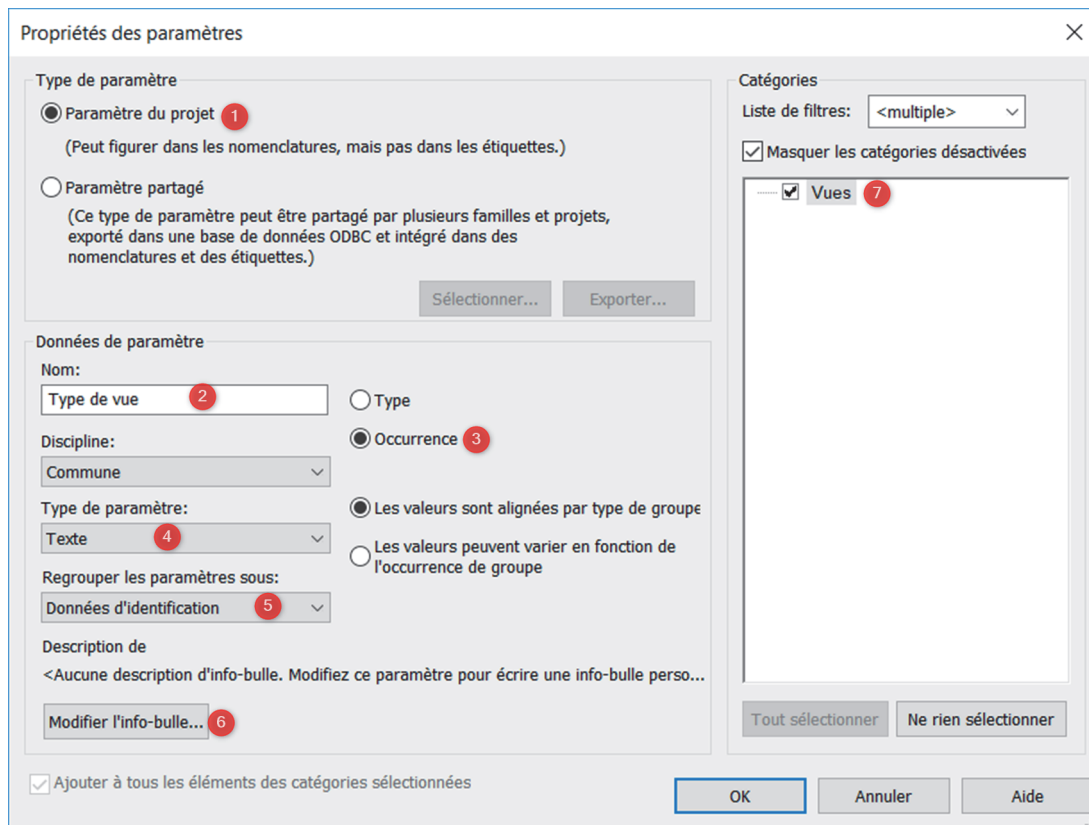 Propriétés des paramètres
Type de paramètre
Paramètre du projet 1
(Peut figurer dans les nomenclatures, mais pas dans les étiquettes.)
Paramètre partagé
(Ce type de paramètre peut être partagé par plusieurs familles et projets,
exporté dans une base de données ODBC et intégré dans des
nomenclatures et des étiquettes.)
Sélectionner... Exporter...
Données de paramètre
Nom:
Type de vue 2
Type
Discipline:
Occurrence 3
Commune
Type de paramètre:
Les valeurs sont alignées par type de groupe
Texte 4
Les valeurs peuvent varier en fonction de
l'occurrence de groupe
Regrouper les paramètres sous:
Données d'identification 5
Description de
<Aucune description d'info-bulle. Modifiez ce paramètre pour écrire une info-bulle perso...
Modifier l'info-bulle... 6
Catégories
Liste de filtres: <multiple>
Masquer les catégories désactivées
Vues 7
Tout sélectionner Ne rien sélectionner
Ajouter à tous les éléments des catégories sélectionnées
OK Annuler Aide